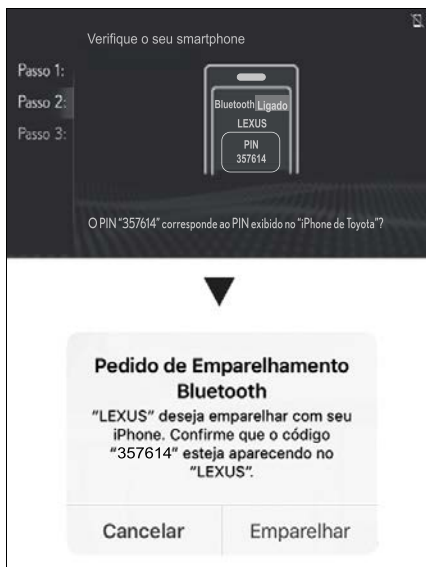 Verifique o seu smartphone
Passo 1:
Passo 2:
Passo 3:
Bluetooth Ligado
LEXUS
PIN
357614
O PIN "357614" corresponde ao PIN exibido no "iPhone de Toyota"?
Pedido de Emparelhamento
Bluetooth
"LEXUS" deseja emparelhar com seu
iPhone. Confirme que o código
"357614" esteja aparecendo no
"LEXUS".
Cancelar Emparelhar